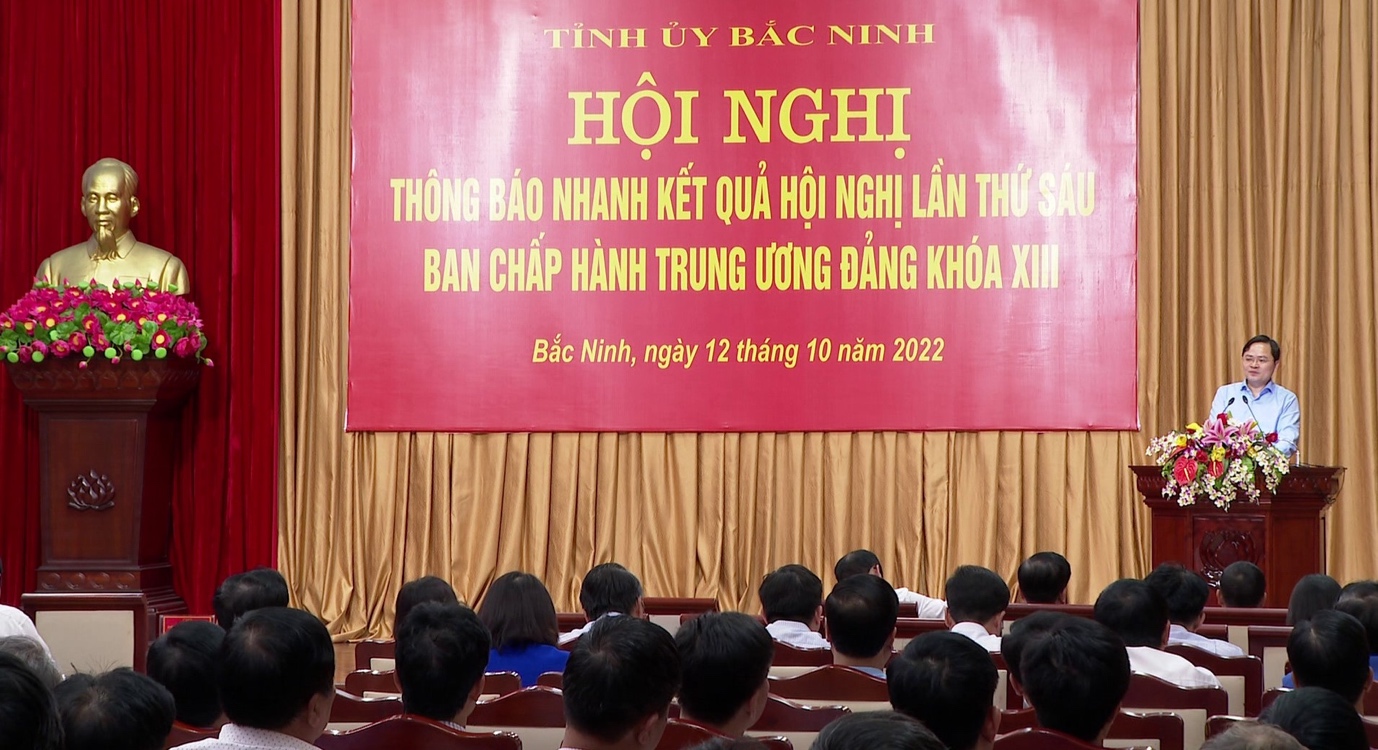 TỈNH ỦY BẮC NINH
HỘI NGHỊ
THÔNG BÁO NHANH KẾT QUẢ HỘI NGHỊ LẦN THỨ SÁU
BAN CHẤP HÀNH TRUNG ƯƠNG ĐẢNG KHÓA XIII
Bắc Ninh, ngày 12 tháng 10 năm 2022